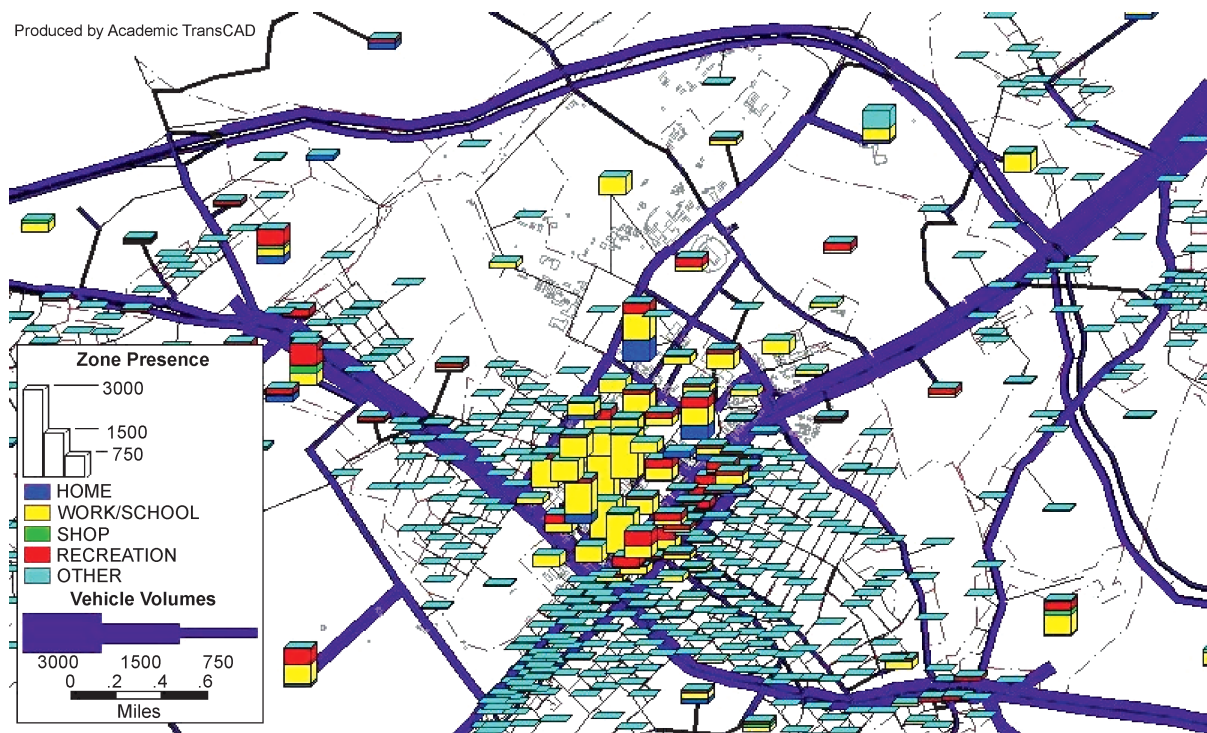 Produced by Academic TransCAD
Zone Presence
3000
1500
750
HOME
WORK/SCHOOL
SHOP
RECREATION
OTHER
Vehicle Volumes
3000 1500 750
0 .2 .4 .6
Miles